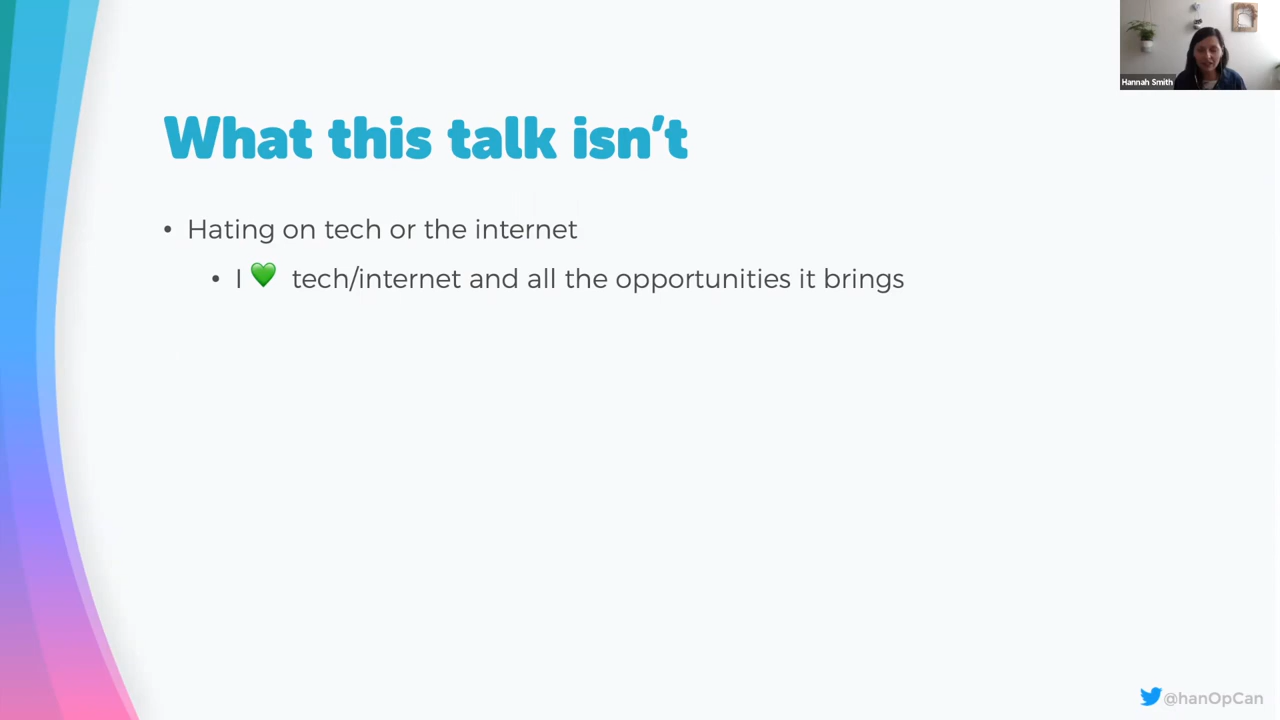 Hannah Smith
What this talk isn't
• Hating on tech or the internet
• I 💚 tech/internet and all the opportunities it brings
@hanOpCan